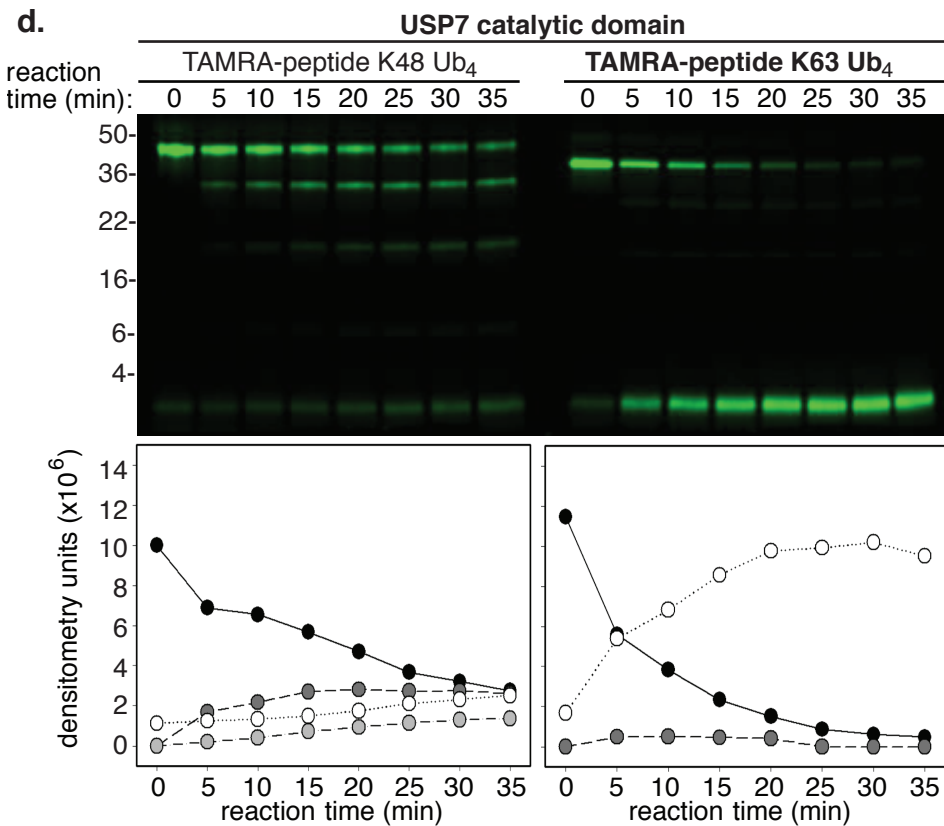 d.
USP7 catalytic domain
TAMRA-peptide K48 Ub4 TAMRA-peptide K63 Ub4
reaction
time (min): 0 5 10 15 20 25 30 35 0 5 10 15 20 25 30 35
50-
36-
22-
16-
6-
4-
densitometry units (x10^6)
14
12
10
8
6
4
2
0
0 5 10 15 20 25 30 35 0 5 10 15 20 25 30 35
reaction time (min) reaction time (min)